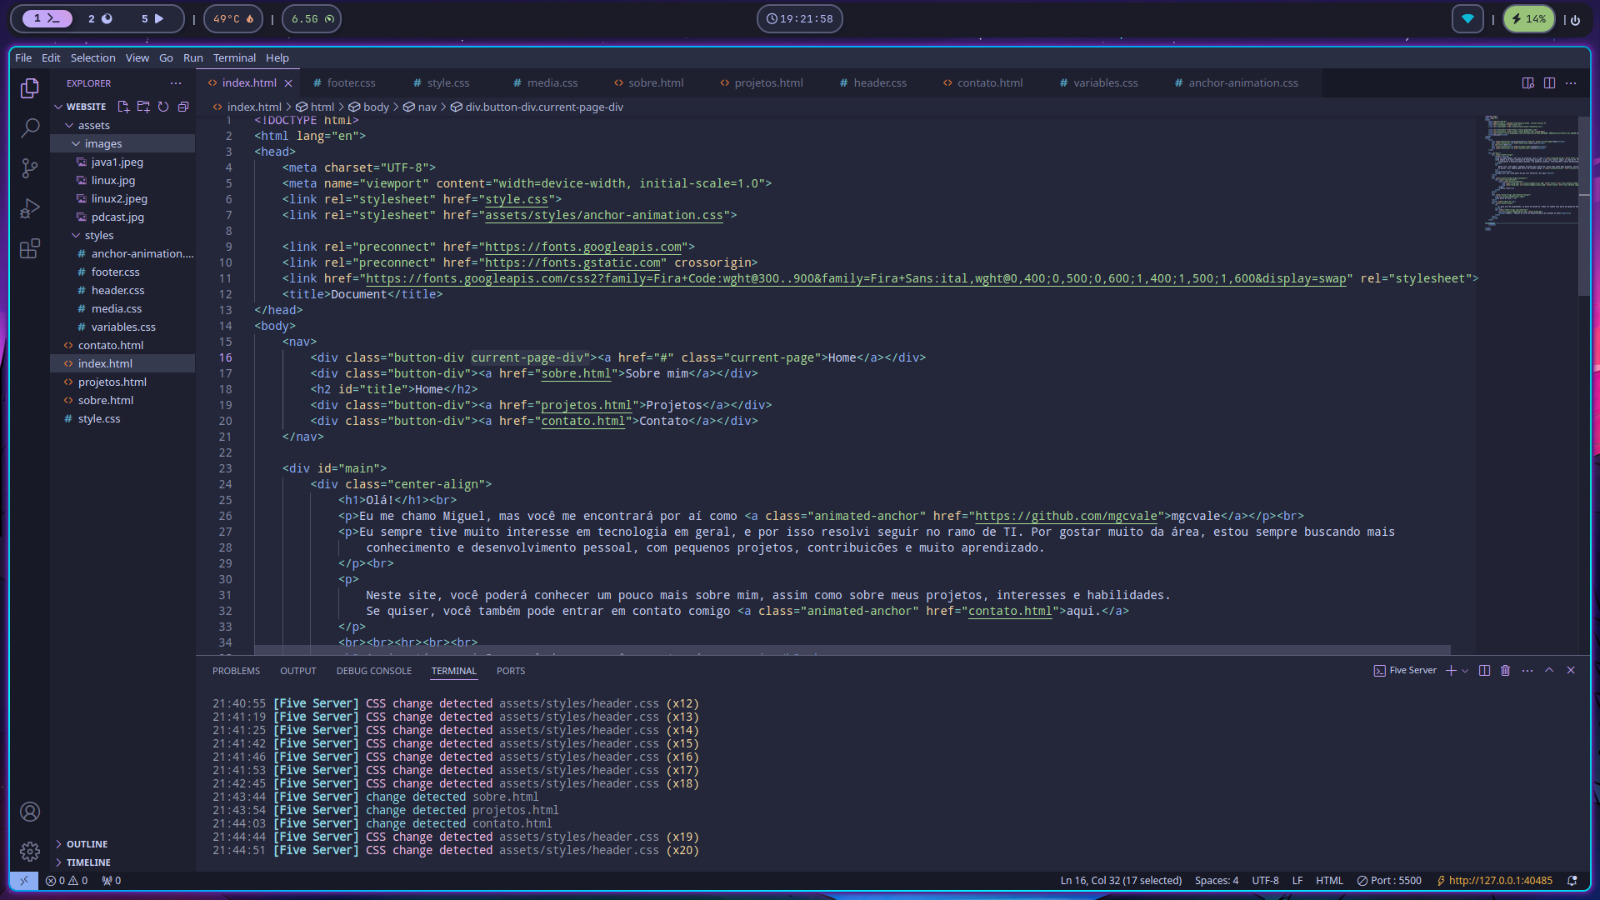 1 2 5 | 49°C | 6.5G 19:21:58 | 14% |
File Edit Selection View Go Run Terminal Help
EXPLORER ··· index.html footer.css style.css media.css sobre.html projetos.html header.css contato.html variables.css anchor-animation.css ···
WEBSITE
index.html > html > body > nav > div.button-div.current-page-div
assets
images
java1.jpeg
linux.jpg
linux2.jpeg
pdcast.jpg
styles
anchor-animation....
footer.css
header.css
media.css
variables.css
contato.html
index.html
projetos.html
sobre.html
style.css
OUTLINE
TIMELINE
1 <!DOCTYPE html>
2 <html lang="en">
3 <head>
4 <meta charset="UTF-8">
5 <meta name="viewport" content="width=device-width, initial-scale=1.0">
6 <link rel="stylesheet" href="style.css">
7 <link rel="stylesheet" href="assets/styles/anchor-animation.css">
8
9 <link rel="preconnect" href="https://fonts.googleapis.com">
10 <link rel="preconnect" href="https://fonts.gstatic.com" crossorigin>
11 <link href="https://fonts.googleapis.com/css2?family=Fira+Code:wght@300..900&family=Fira+Sans:ital,wght@0,400;0,500;0,600;1,400;1,500;1,600&display=swap" rel="stylesheet">
12 <title>Document</title>
13 </head>
14 <body>
15 <nav>
16 <div class="button-div current-page-div"><a href="#" class="current-page">Home</a></div>
17 <div class="button-div"><a href="sobre.html">Sobre mim</a></div>
18 <h2 id="title">Home</h2>
19 <div class="button-div"><a href="projetos.html">Projetos</a></div>
20 <div class="button-div"><a href="contato.html">Contato</a></div>
21 </nav>
22
23 <div id="main">
24 <div class="center-align">
25 <h1>Olá!</h1><br>
26 <p>Eu me chamo Miguel, mas você me encontrará por aí como <a class="animated-anchor" href="https://github.com/mgcvale">mgcvale</a></p><br>
27 <p>Eu sempre tive muito interesse em tecnologia em geral, e por isso resolvi seguir no ramo de TI. Por gostar muito da área, estou sempre buscando mais
28 conhecimento e desenvolvimento pessoal, com pequenos projetos, contribuicões e muito aprendizado.
29 </p><br>
30 <p>
31 Neste site, você poderá conhecer um pouco mais sobre mim, assim como sobre meus projetos, interesses e habilidades.
32 Se quiser, você também pode entrar em contato comigo <a class="animated-anchor" href="contato.html">aqui.</a>
33 </p>
34 <br><br><hr><br><br>
PROBLEMS OUTPUT DEBUG CONSOLE TERMINAL PORTS Five Server
21:40:55 [Five Server] CSS change detected assets/styles/header.css (x12)
21:41:19 [Five Server] CSS change detected assets/styles/header.css (x13)
21:41:25 [Five Server] CSS change detected assets/styles/header.css (x14)
21:41:42 [Five Server] CSS change detected assets/styles/header.css (x15)
21:41:46 [Five Server] CSS change detected assets/styles/header.css (x16)
21:41:53 [Five Server] CSS change detected assets/styles/header.css (x17)
21:42:45 [Five Server] CSS change detected assets/styles/header.css (x18)
21:43:44 [Five Server] change detected sobre.html
21:43:54 [Five Server] change detected projetos.html
21:44:03 [Five Server] change detected contato.html
21:44:44 [Five Server] CSS change detected assets/styles/header.css (x19)
21:44:51 [Five Server] CSS change detected assets/styles/header.css (x20)
0 0 0 Ln 16, Col 32 (17 selected) Spaces: 4 UTF-8 LF HTML Port : 5500 http://127.0.0.1:40485